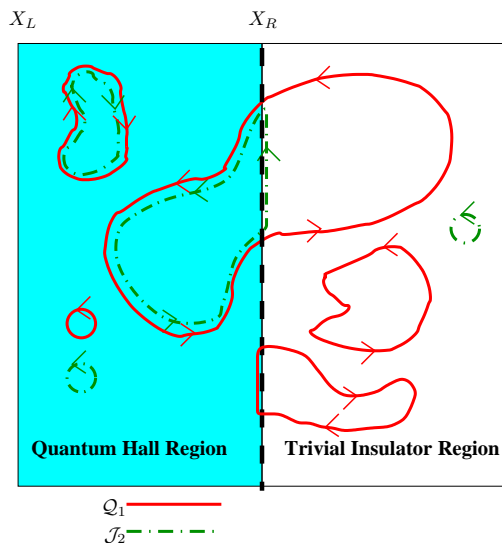 X_L X_R
Quantum Hall Region Trivial Insulator Region
𝒬_1
𝒥_2